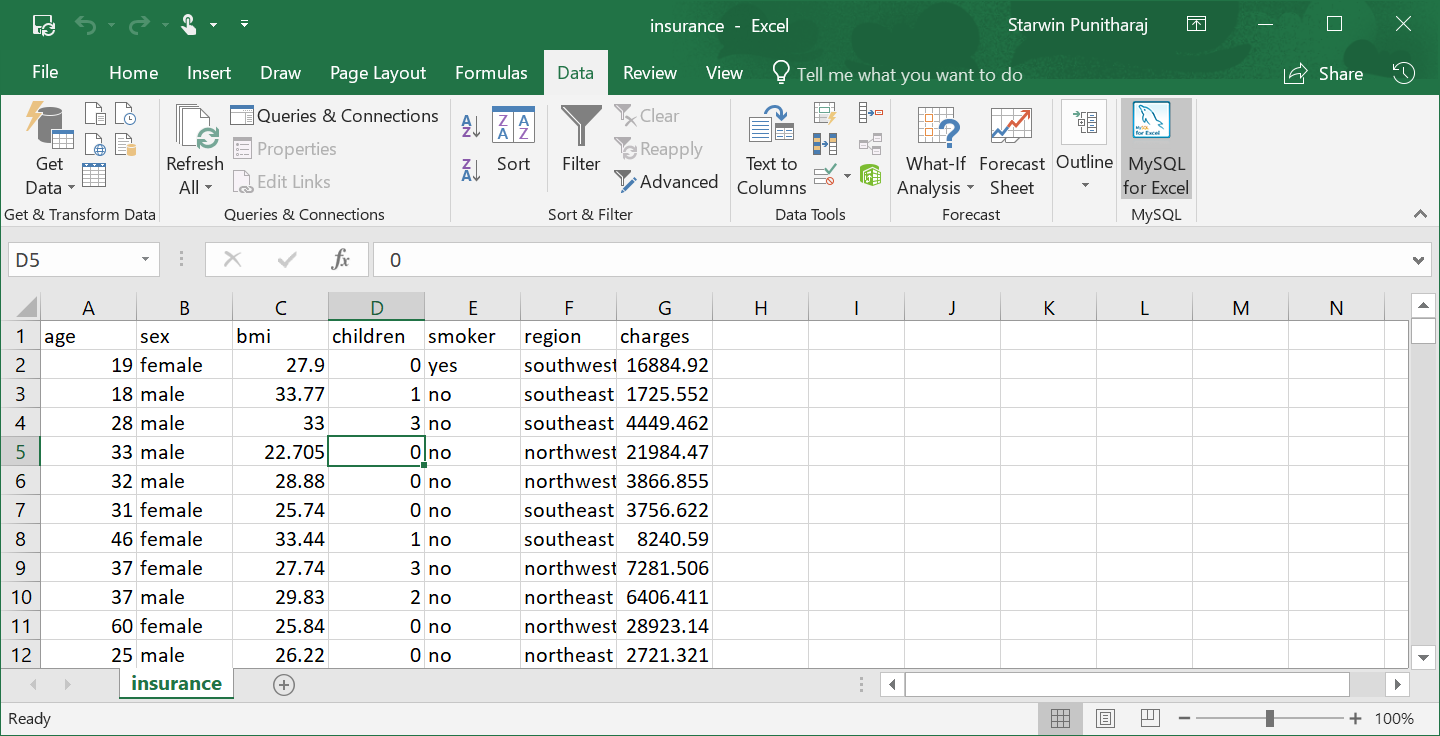 insurance - Excel
Starwin Punitharaj
File Home Insert Draw Page Layout Formulas Data Review View Tell me what you want to do Share
Get Data
Refresh All
Queries & Connections
Properties
Edit Links
Sort
Filter
Clear
Reapply
Advanced
Text to Columns
What-If Analysis
Forecast Sheet
Outline
MySQL for Excel
Get & Transform Data Queries & Connections Sort & Filter Data Tools Forecast MySQL
D5 fx 0
A B C D E F G H I J K L M N
1 age sex bmi children smoker region charges
2 19 female 27.9 0 yes southwest 16884.92
3 18 male 33.77 1 no southeast 1725.552
4 28 male 33 3 no southeast 4449.462
5 33 male 22.705 0 no northwest 21984.47
6 32 male 28.88 0 no northwest 3866.855
7 31 female 25.74 0 no southeast 3756.622
8 46 female 33.44 1 no southeast 8240.59
9 37 female 27.74 3 no northwest 7281.506
10 37 male 29.83 2 no northeast 6406.411
11 60 female 25.84 0 no northwest 28923.14
12 25 male 26.22 0 no northeast 2721.321
insurance
Ready 100%